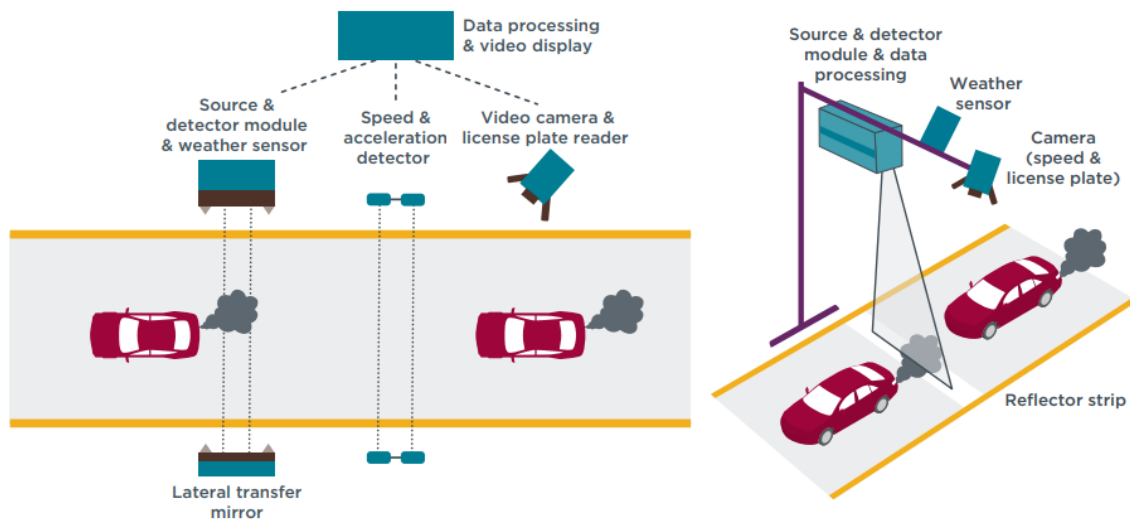 Data processing
& video display
Source &
detector module
& weather sensor
Speed &
acceleration
detector
Video camera &
license plate reader
Lateral transfer
mirror
Source & detector
module & data
processing
Weather
sensor
Camera
(speed &
license plate)
Reflector strip